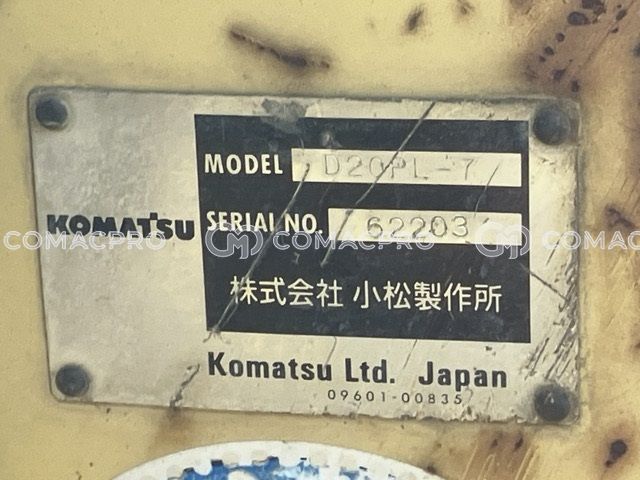 MODEL D20PL-7
KOMATSU SERIAL NO. 62203
COMACPRO COMACPRO COMACPRO
株式会社 小松製作所
Komatsu Ltd. Japan
09601-00835